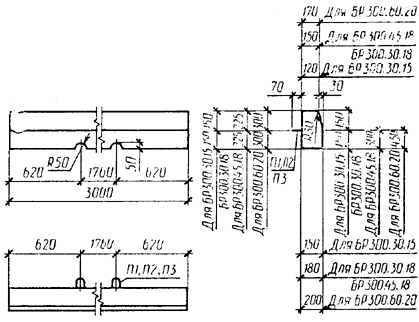 170 Для БР300.60.20
150 Для БР300.45.18
БР300.30.18
120 Для БР300.30.15
70
30
R50
50
620 1760 620
3000
П1,П2
П3
Для БР300.30.15
БР300.30.18
Для БР300.45.18
Для БР300.60.20
Для БР300.30.15
БР300.30.18
Для БР300.45.18
Для БР300.60.20
620 1760 620
П1,П2,П3
150 Для БР300.30.15
180 Для БР300.30.18
БР300.45.18
200 Для БР300.60.20